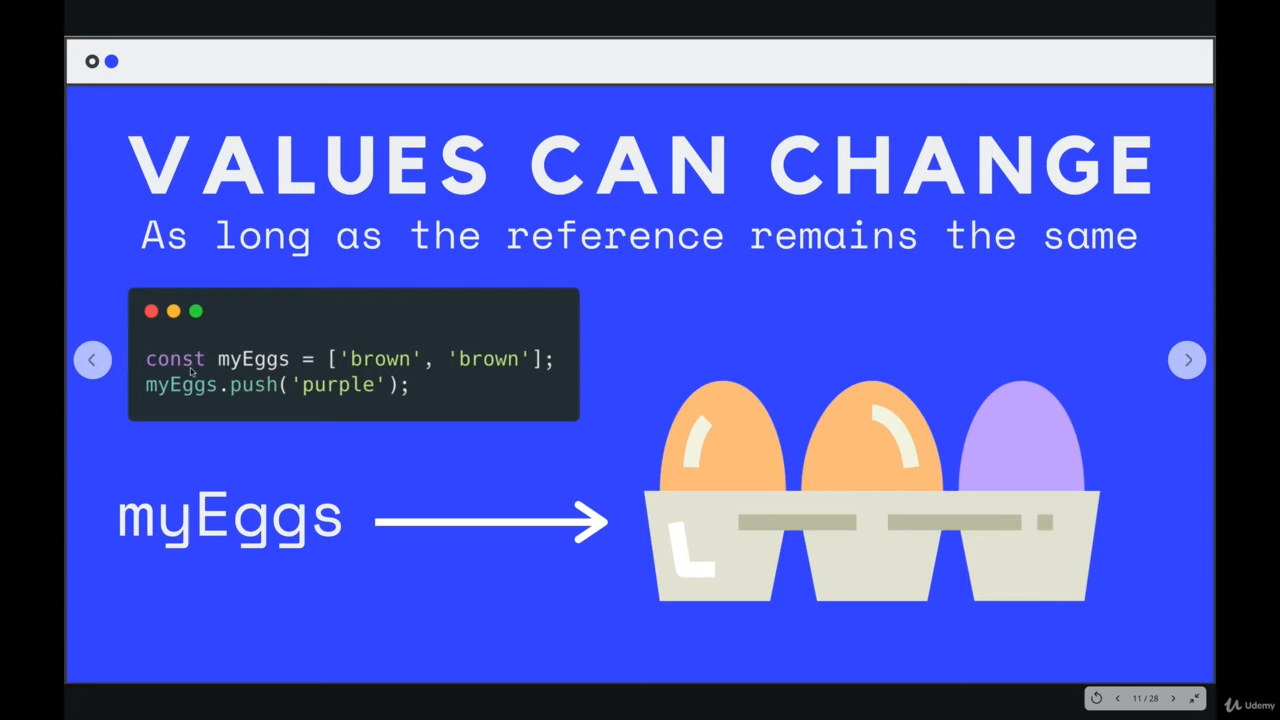 VALUES CAN CHANGE
As long as the reference remains the same
const myEggs = ['brown', 'brown'];
myEggs.push('purple');
myEggs
11 / 28
Udemy